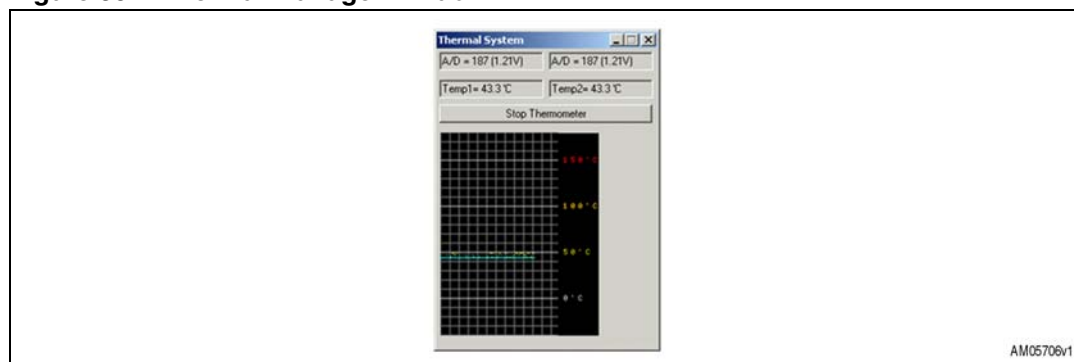 Thermal System
A/D = 187 (1.21V) A/D = 187 (1.21V)
Temp1= 43.3℃ Temp2= 43.3℃
Stop Thermometer
150°C
100°C
50°C
0°C
AM05706v1